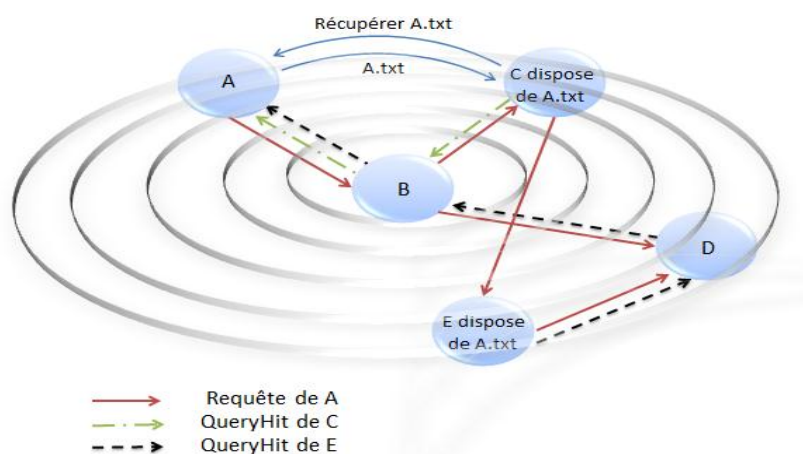 Récupérer A.txt
A.txt
A
C dispose
de A.txt
B
D
E dispose
de A.txt
Requête de A
QueryHit de C
QueryHit de E